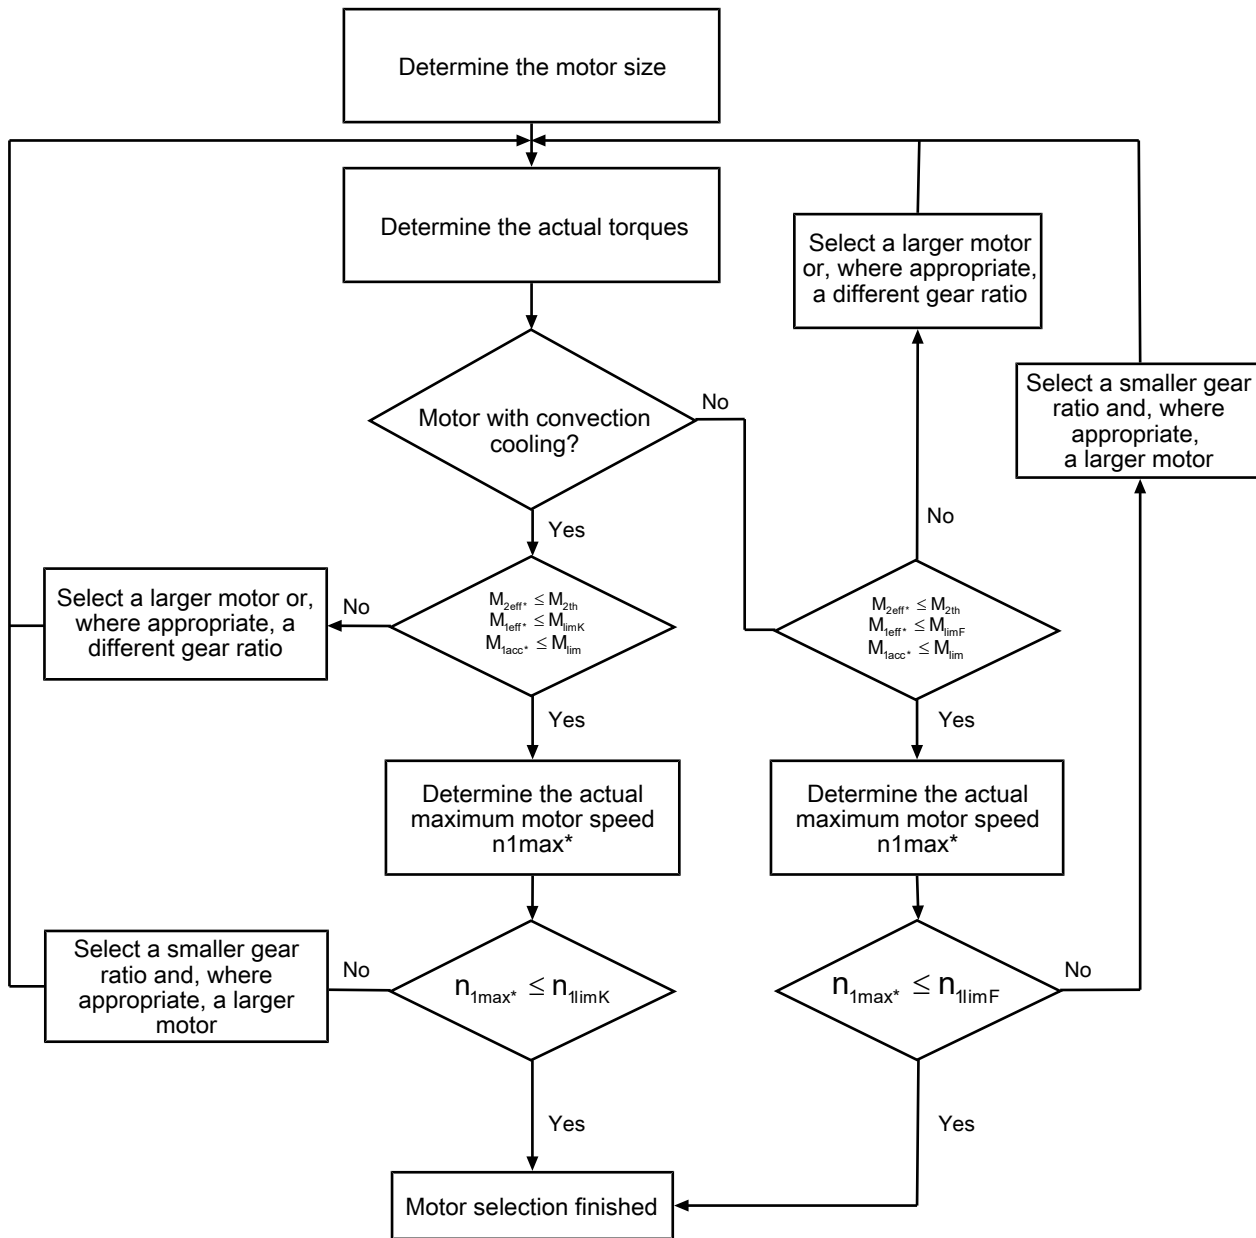 Determine the motor size
Determine the actual torques
Select a larger motor
or, where appropriate,
a different gear ratio
Select a smaller gear
ratio and, where
appropriate,
a larger motor
Motor with convection
cooling?
No
Yes
No
Select a larger motor or,
where appropriate, a
different gear ratio
No
M2eff* ≤ M2th
M1eff* ≤ MlimK
M1acc* ≤ Mlim
M2eff* ≤ M2th
M1eff* ≤ MlimF
M1acc* ≤ Mlim
Yes
Yes
Determine the actual
maximum motor speed
n1max*
Determine the actual
maximum motor speed
n1max*
Select a smaller gear
ratio and, where
appropriate, a larger
motor
No
n1max* ≤ n1limK
n1max* ≤ n1limF
No
Yes
Yes
Motor selection finished